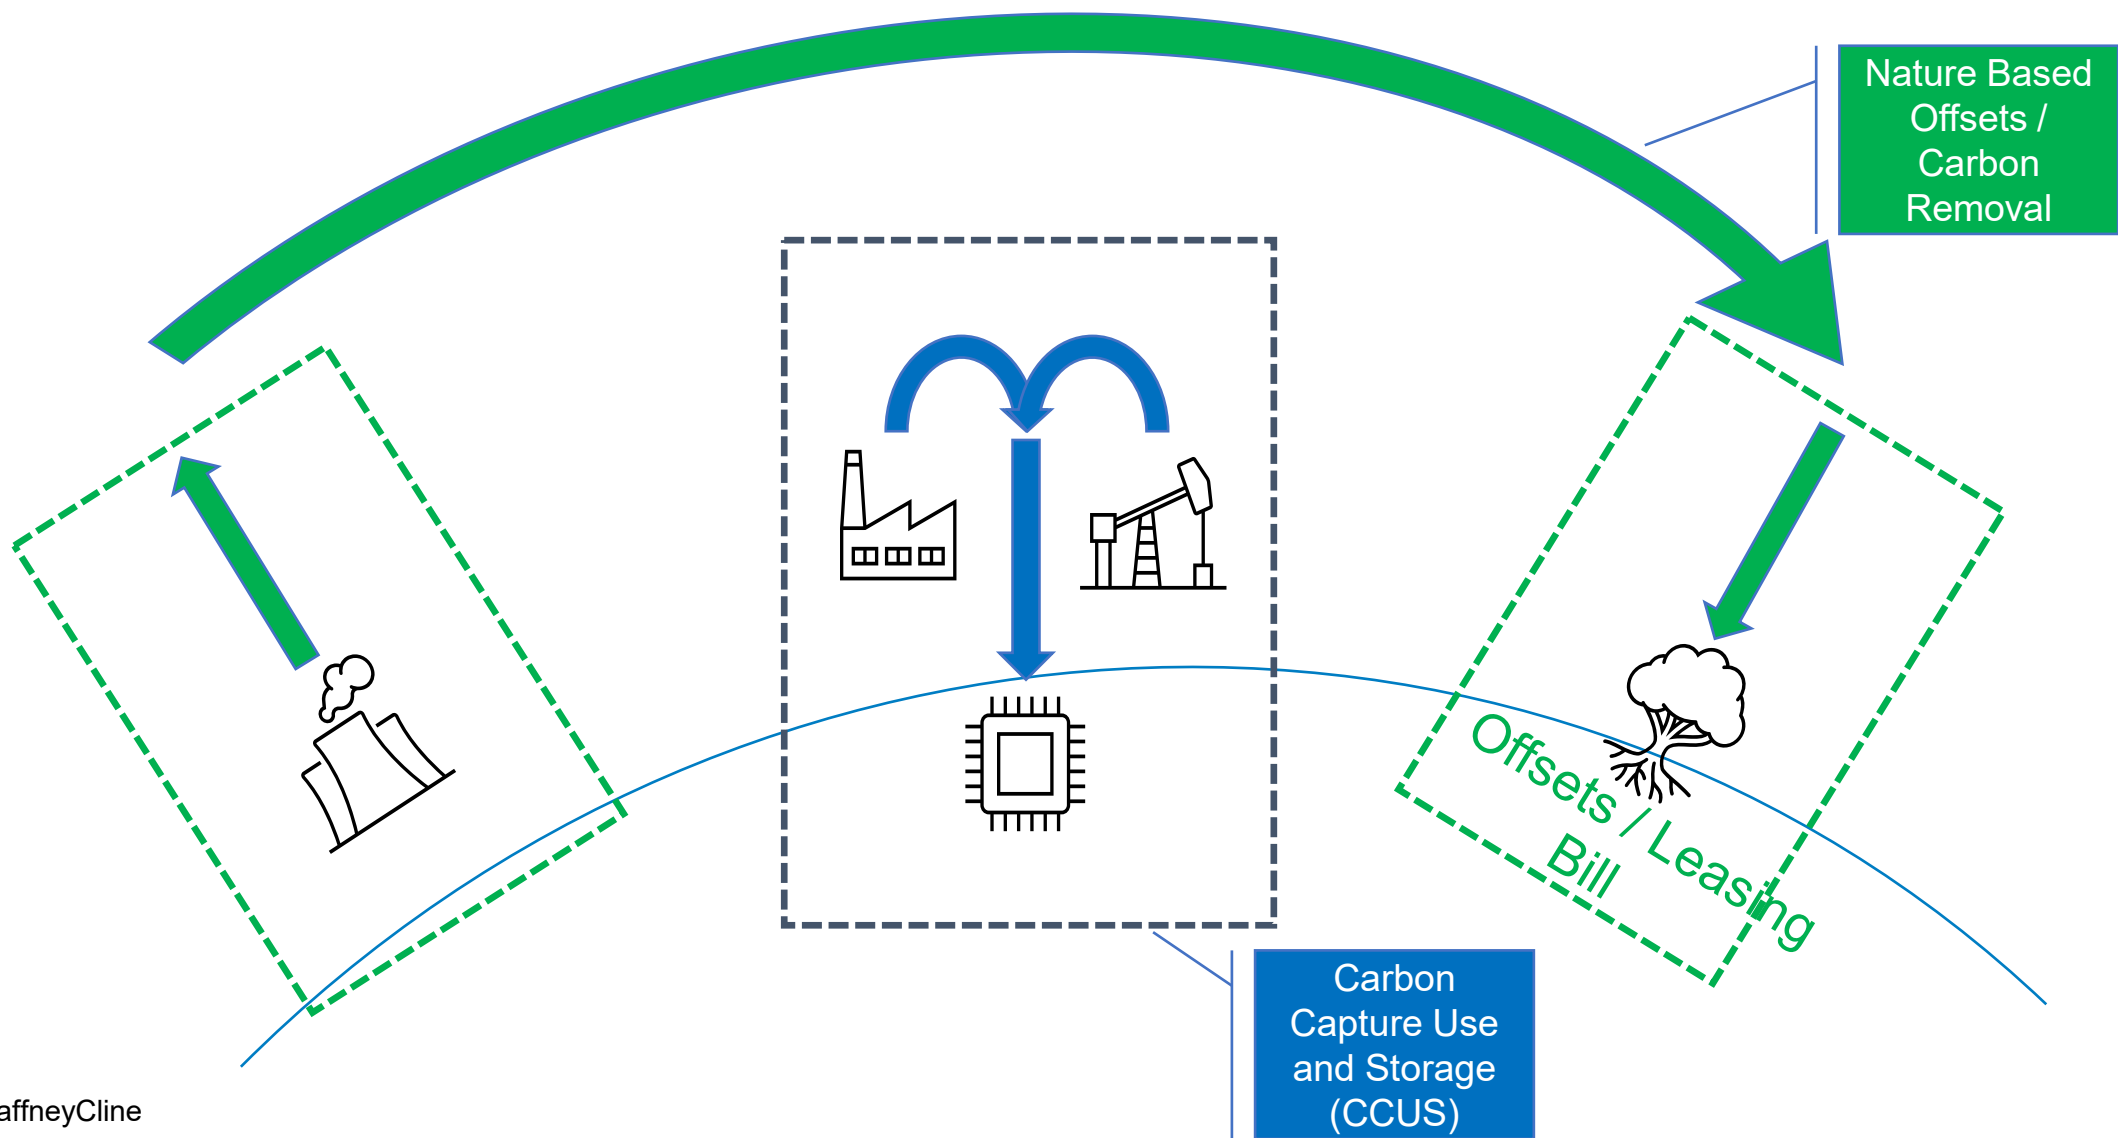 Nature Based
Offsets /
Carbon
Removal
Offsets / Leasing
Bill
Carbon
Capture Use
and Storage
(CCUS)
affneyCline